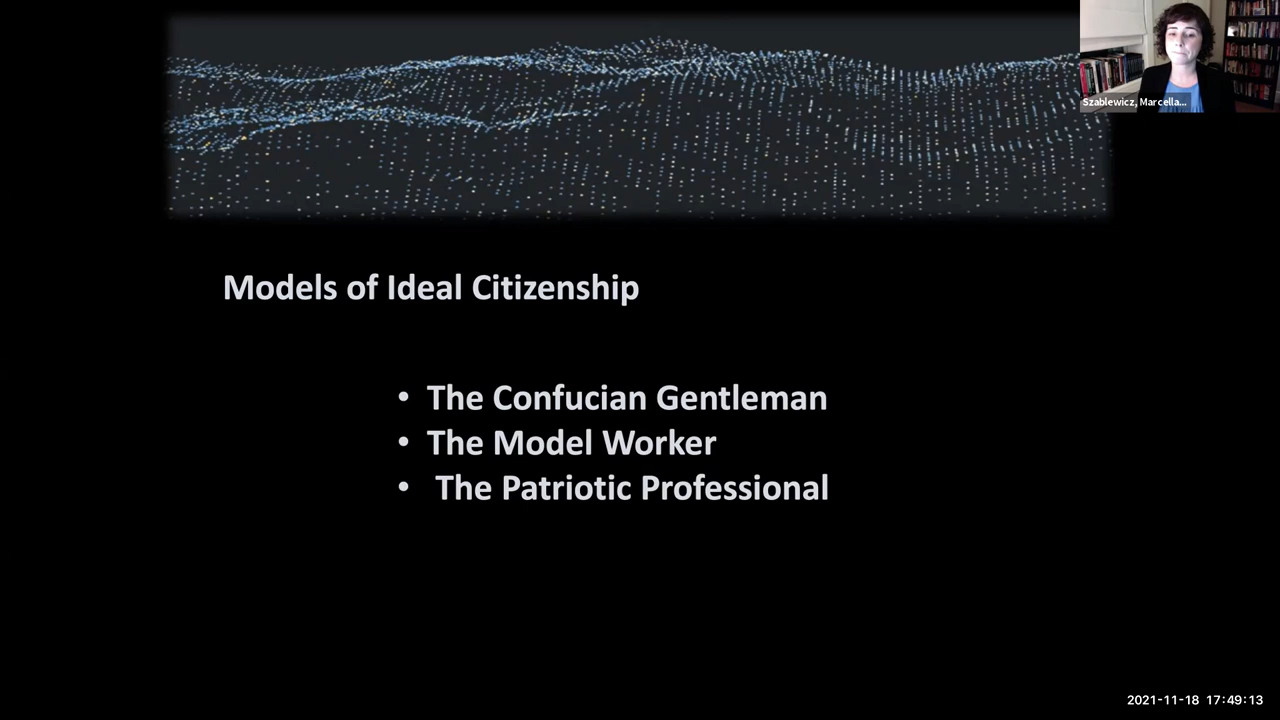 Szablewicz, Marcella...
Models of Ideal Citizenship
• The Confucian Gentleman
• The Model Worker
• The Patriotic Professional
2021-11-18 17:49:13